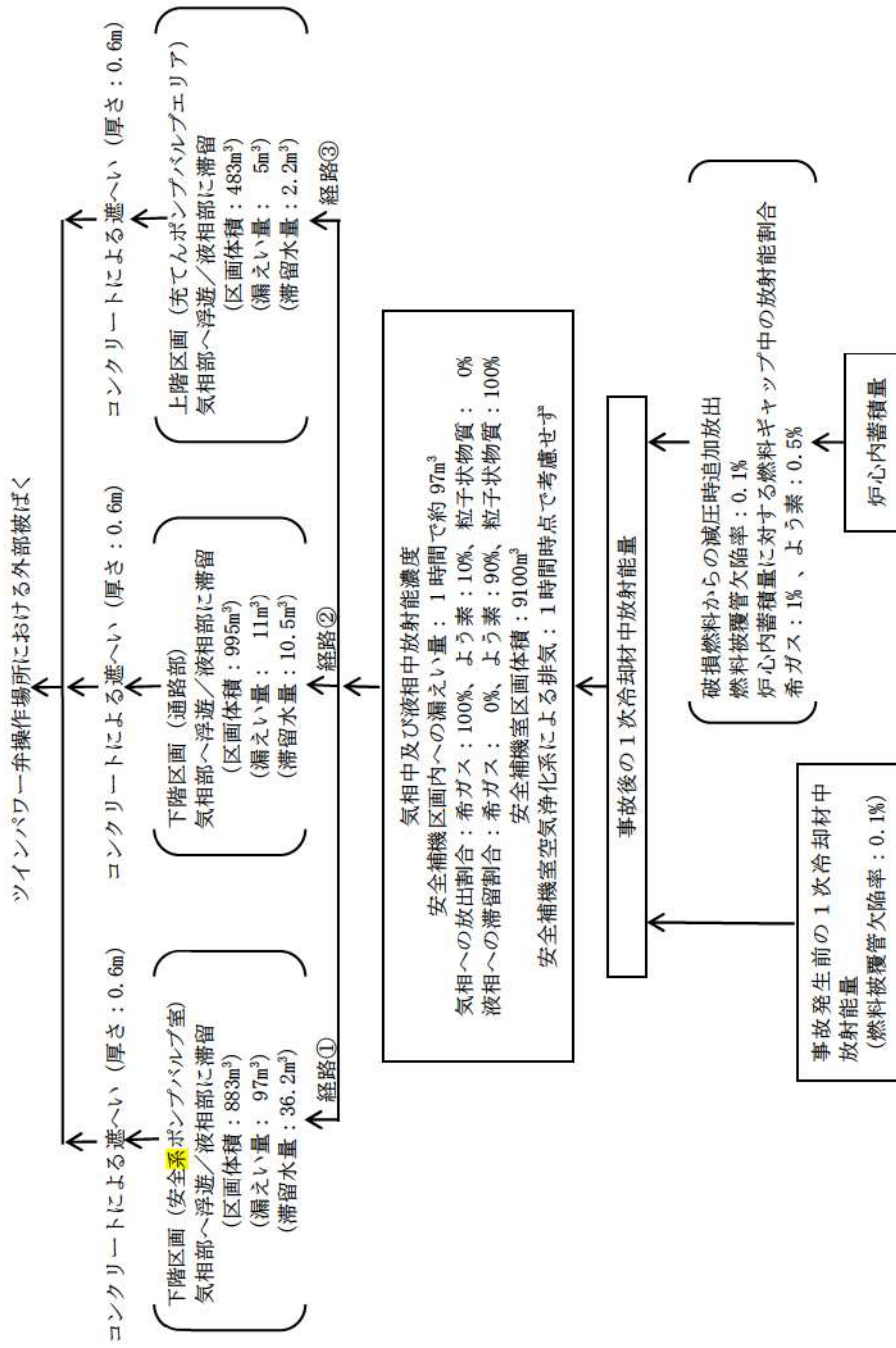 ツインパワー弁操作場所における外部被ばく
コンクリートによる遮へい (厚さ:0.6m)
コンクリートによる遮へい (厚さ:0.6m)
コンクリートによる遮へい (厚さ:0.6m)
下階区画 (安全系ポンプバルブ室)
気相部へ浮遊/液相部に滞留
(区画体積:883m³)
(漏えい量: 97m³)
(滞留水量:36.2m³)
下階区画 (通路部)
気相部へ浮遊/液相部に滞留
(区画体積:995m³)
(漏えい量: 11m³)
(滞留水量:10.5m³)
上階区画 (充てんポンプバルブエリア)
気相部へ浮遊/液相部に滞留
(区画体積:483m³)
(漏えい量: 5m³)
(滞留水量:2.2m³)
経路①
経路②
経路③
気相中及び液相中放射能濃度
安全補機区画内への漏えい量:1時間で約 97m³
気相への放出割合:希ガス:100%、よう素:10%、粒子状物質: 0%
液相への滞留割合:希ガス: 0%、よう素:90%、粒子状物質:100%
安全補機室区画体積:9100m³
安全補機室空気浄化系による排気:1時間時点で考慮せず
事故後の1次冷却材中放射能量
事故発生前の1次冷却材中
放射能量
(燃料被覆管欠陥率:0.1%)
破損燃料からの減圧時追加放出
燃料被覆管欠陥率:0.1%
炉心内蓄積量に対する燃料ギャップ中の放射能割合
希ガス:1%、よう素:0.5%
炉心内蓄積量